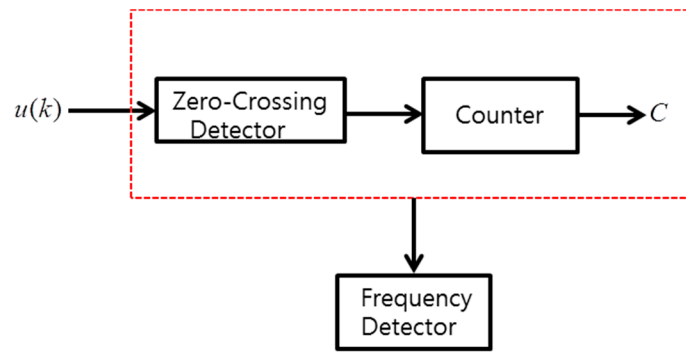 u(k)
Zero-Crossing
Detector
Counter
C
Frequency
Detector